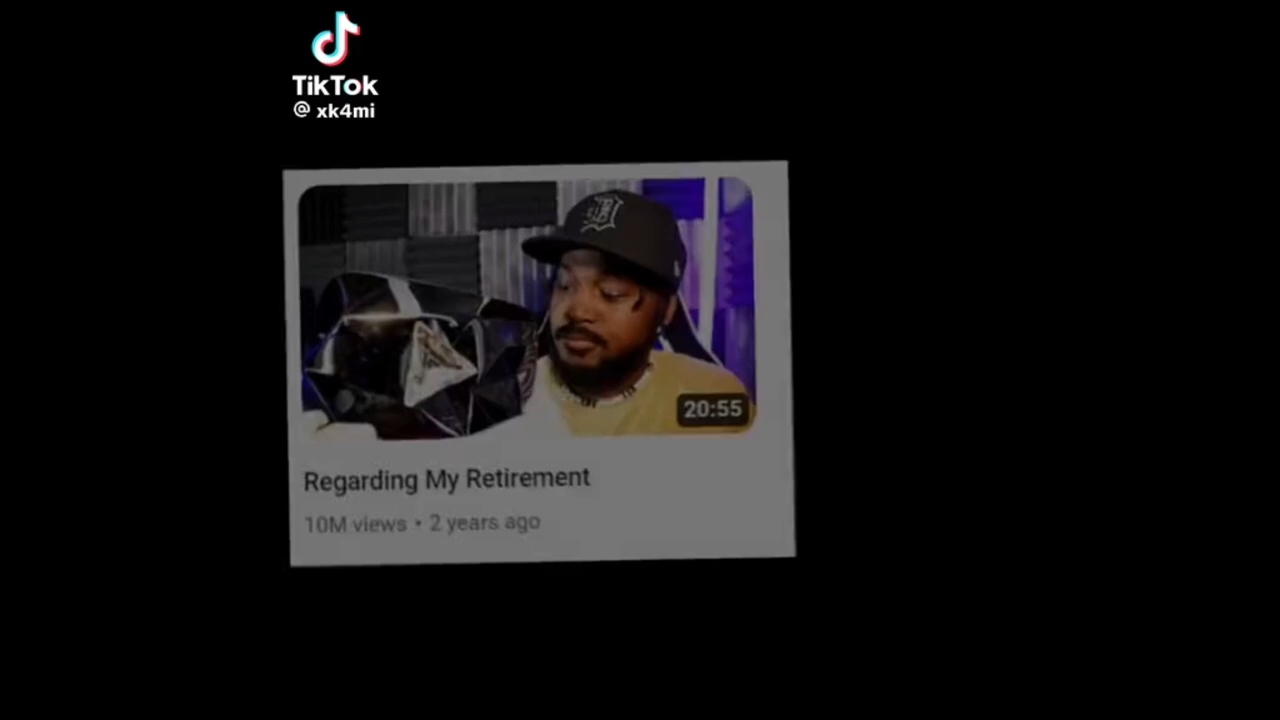 TikTok
@ xk4mi
20:55
Regarding My Retirement
10M views • 2 years ago